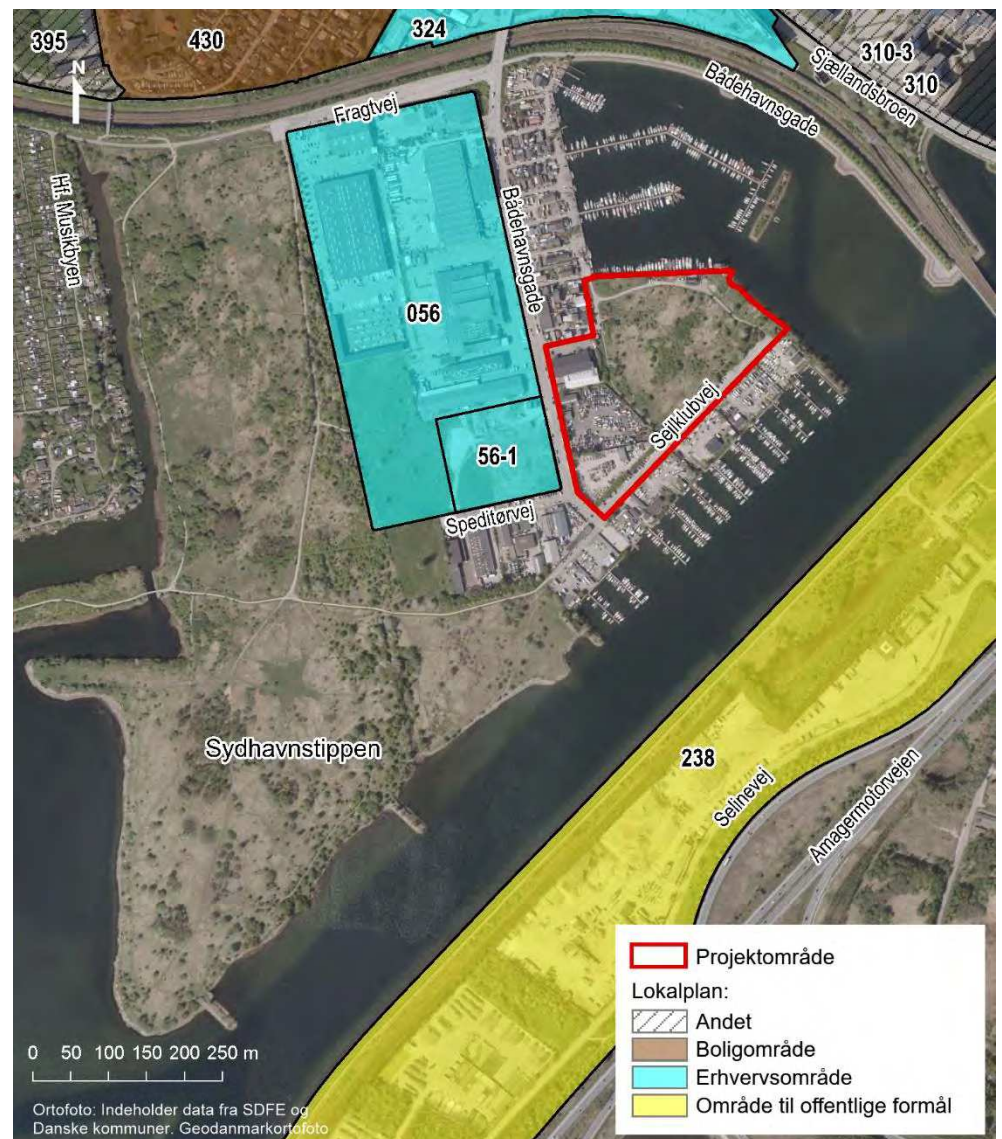 395
430
324
310-3
310
N
Fragtvej
Bådehavnsgade
Sjællandsbroen
Hf. Musikbyen
Bådehavnsgade
056
56-1
Sejlklubvej
Speditørvej
Sydhavnstippen
238
Selinevej
Amagermotorvejen
Projektområde
Lokalplan:
Andet
Boligområde
Erhvervsområde
Område til offentlige formål
0 50 100 150 200 250 m
Ortofoto: Indeholder data fra SDFE og
Danske kommuner. Geodanmarkortofoto